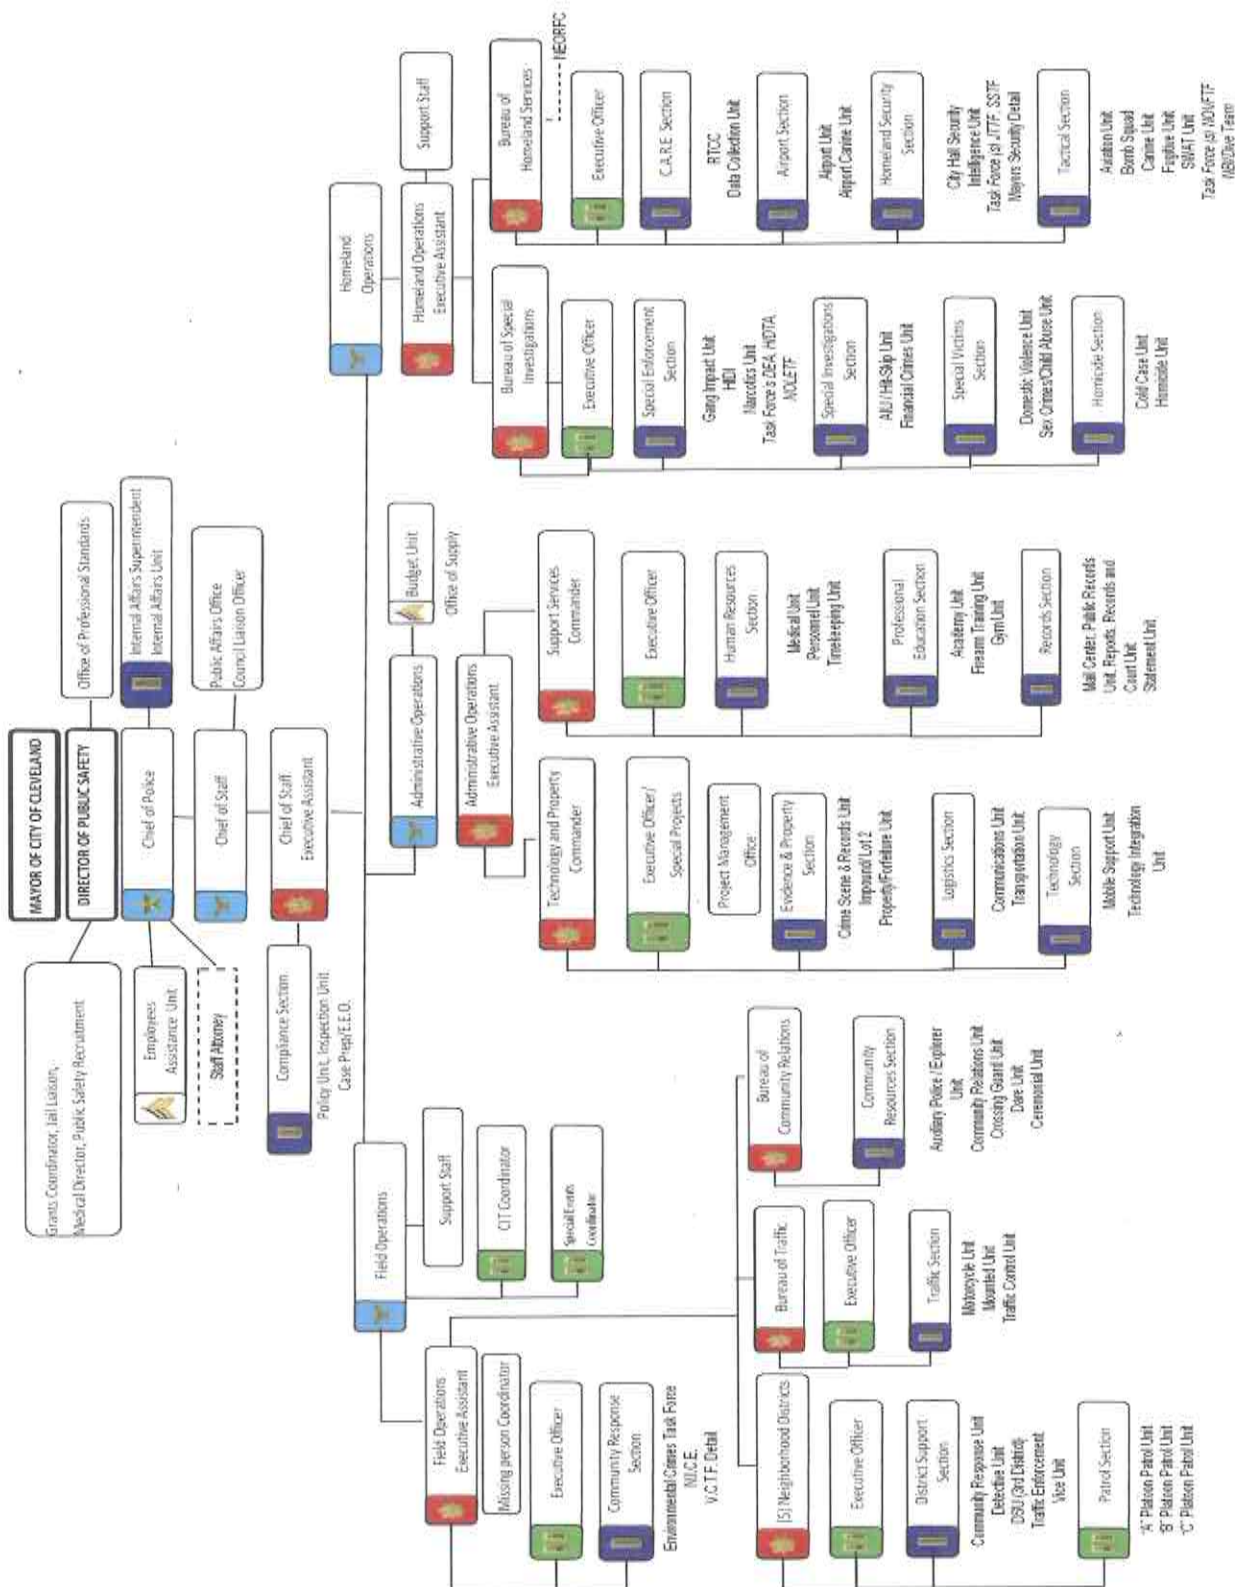 MAYOR OF CITY OF CLEVELAND
DIRECTOR OF PUBLIC SAFETY
Office of Professional Standards
Grants Coordinator, Jail Liaison,
Medical Director, Public Safety Recruitment
Chief of Police
Internal Affairs Superintendent
Internal Affairs Unit
Employees
Assistance Unit
Staff Attorney
Chief of Staff
Public Affairs Office
Council Liaison Officer
Chief of Staff
Executive Assistant
Compliance Section
Policy Unit, Inspection Unit
Case Prep/E.E.O.
Field Operations
Support Staff
CIT Coordinator
Special Events
Coordinator
Field Operations
Executive Assistant
Missing person Coordinator
Executive Officer
Community Response
Section
Environmental Crimes Task Force
N.I.C.E.
V.C.T.F. Detail
[5] Neighborhood Districts
Executive Officer
District Support
Section
Community Response Unit
Detective Unit
DSU (3rd District)
Traffic Enforcement
Vice Unit
Patrol Section
"A" Platoon Patrol Unit
"B" Platoon Patrol Unit
"C" Platoon Patrol Unit
Bureau of Traffic
Executive Officer
Traffic Section
Motorcycle Unit
Mounted Unit
Traffic Control Unit
Bureau of
Community Relations
Community
Resources Section
Auxiliary Police / Explorer
Unit
Community Relations Unit
Crossing Guard Unit
Dare Unit
Ceremonial Unit
Administrative Operations
Budget Unit
Office of Supply
Administrative Operations
Executive Assistant
Technology and Property
Commander
Executive Officer/
Special Projects
Project Management
Office
Evidence & Property
Section
Crime Scene & Records Unit
Impound/ Lot 2
Property/Forfeiture Unit
Logistics Section
Communications Unit
Transportation Unit
Technology
Section
Mobile Support Unit
Technology Integration
Unit
Support Services
Commander
Executive Officer
Human Resources
Section
Medical Unit
Personnel Unit
Timekeeping Unit
Professional
Education Section
Academy Unit
Firearm Training Unit
Gym Unit
Records Section
Mail Center, Public Records
Unit, Reports, Records and
Court Unit
Statement Unit
Homeland
Operations
Homeland Operations
Executive Assistant
Support Staff
Bureau of Special
Investigations
Executive Officer
Special Enforcement
Section
Gang Impact Unit
HIDI
Narcotics Unit
Task Force's DEA, HIDTA,
NOLETF
Special Investigations
Section
AIU / Hit-Skip Unit
Financial Crimes Unit
Special Victims
Section
Domestic Violence Unit
Sex Crimes/Child Abuse Unit
Homicide Section
Cold Case Unit
Homicide Unit
Bureau of
Homeland Services
NEORFC
Executive Officer
C.A.R.E. Section
RTCC
Data Collection Unit
Airport Section
Airport Unit
Airport Canine Unit
Homeland Security
Section
City Hall Security
Intelligence Unit
Task Force (s) JTTF, SSTF
Mayors Security Detail
Tactical Section
Aviation Unit
Bomb Squad
Canine Unit
Fugitive Unit
SWAT Unit
Task Force (s) NOVFTF
NEI/Dive Team